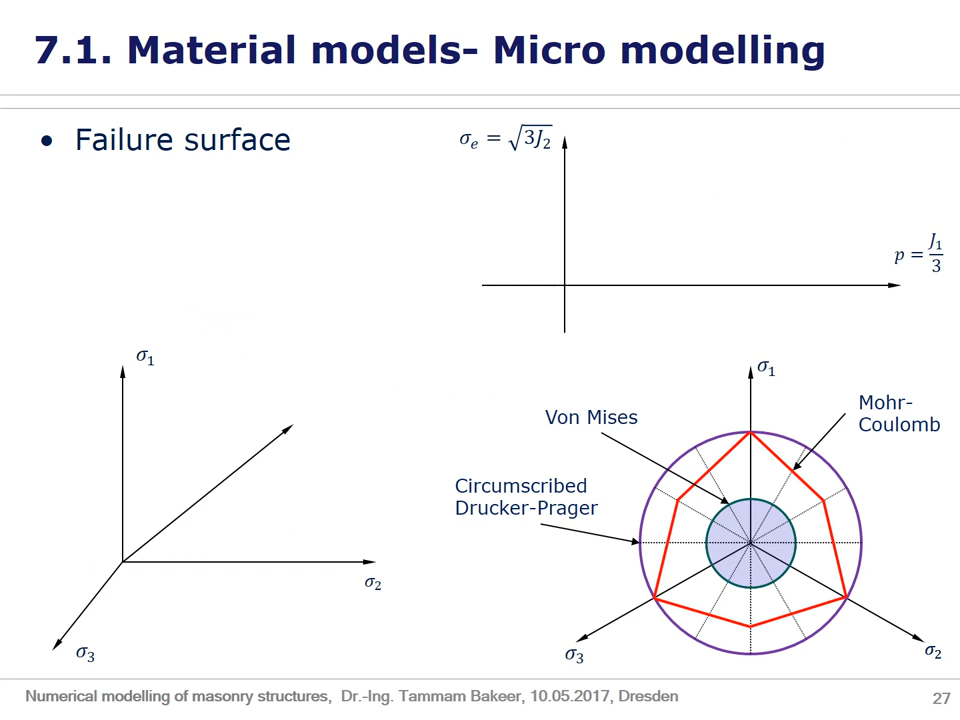 7.1. Material models- Micro modelling
• Failure surface
σₑ = √3J₂
p = J₁/3
σ₁
σ₂
σ₃
σ₁
Von Mises
Mohr-
Coulomb
Circumscribed
Drucker-Prager
σ₃
σ₂
Numerical modelling of masonry structures, Dr.-Ing. Tammam Bakeer, 10.05.2017, Dresden
27